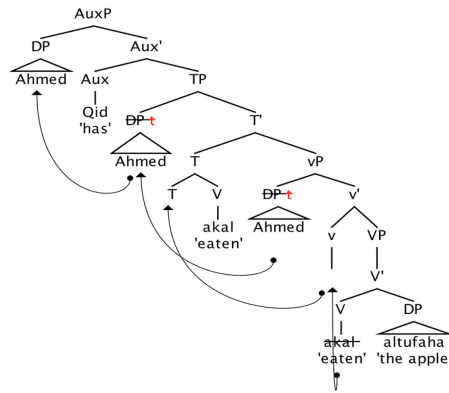 AuxP
DP Aux'
Ahmed Aux TP
Qid
'has' DP t T'
Ahmed T vP
T V DP t v'
akal
'eaten' Ahmed v VP
V'
V DP
akal altufaha
'eaten' 'the apple